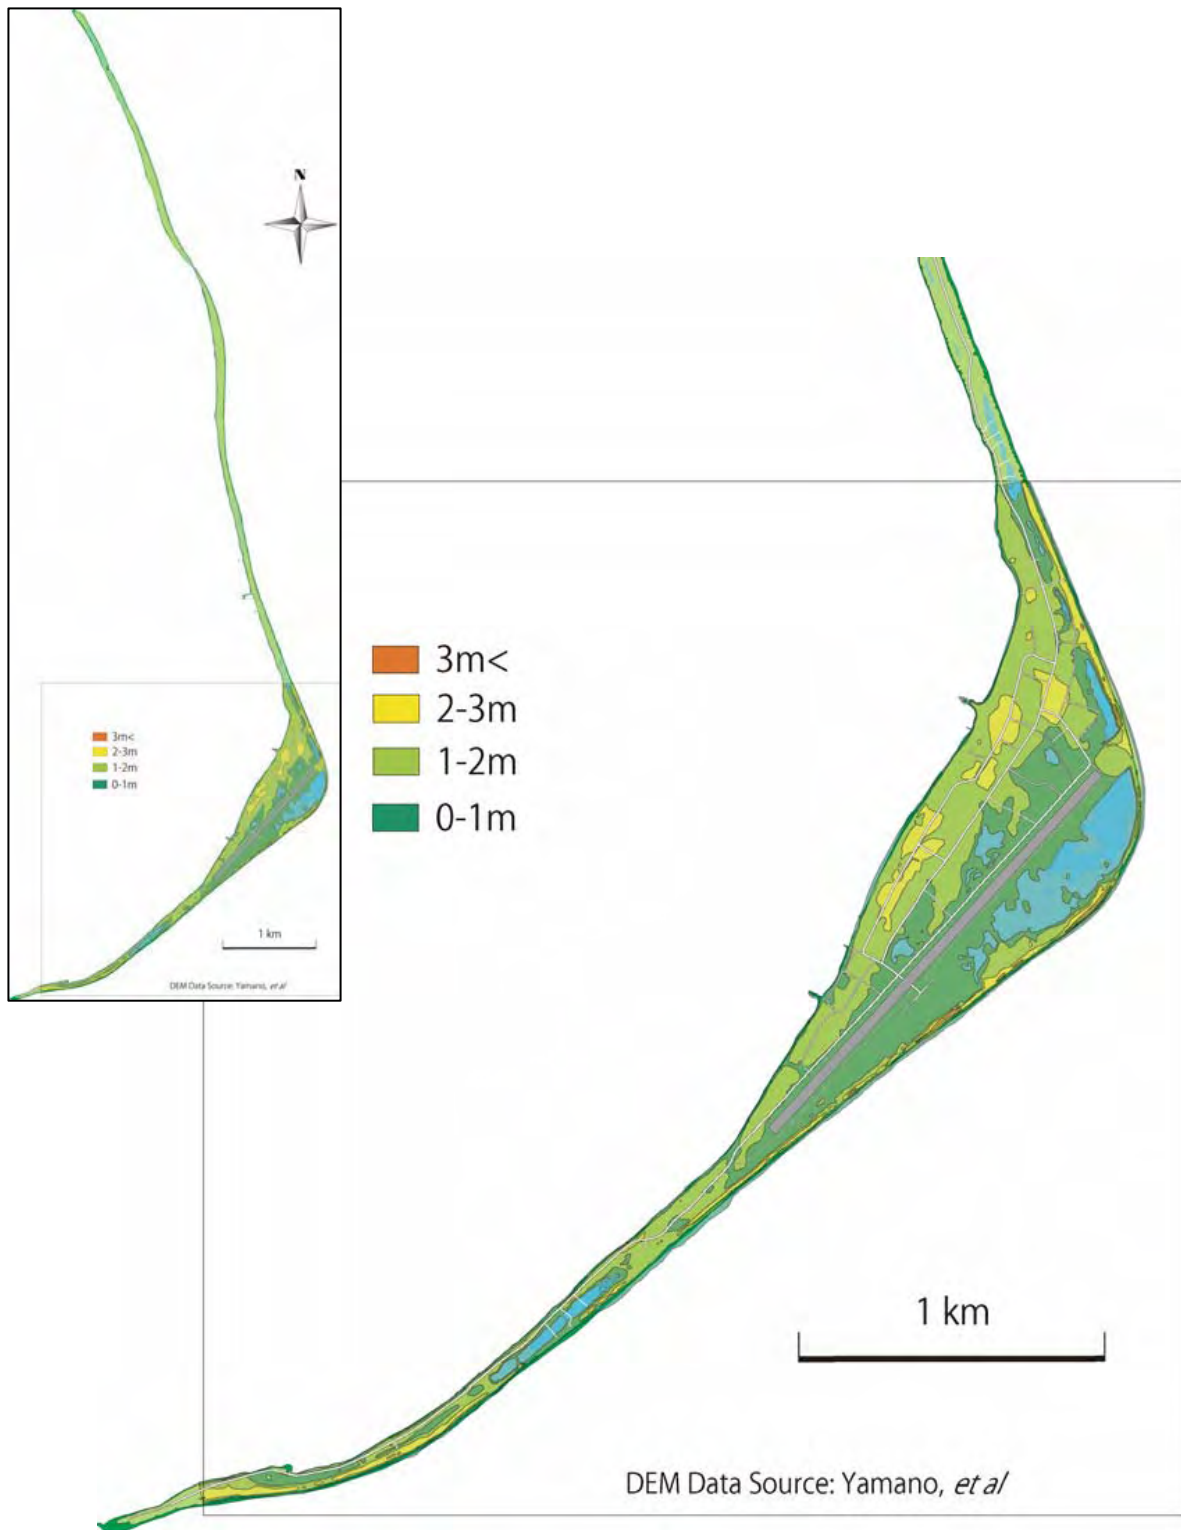 N
3m<
2-3m
1-2m
0-1m
1 km
DEM Data Source: Yamano, et al
3m<
2-3m
1-2m
0-1m
1 km
DEM Data Source: Yamano, et al